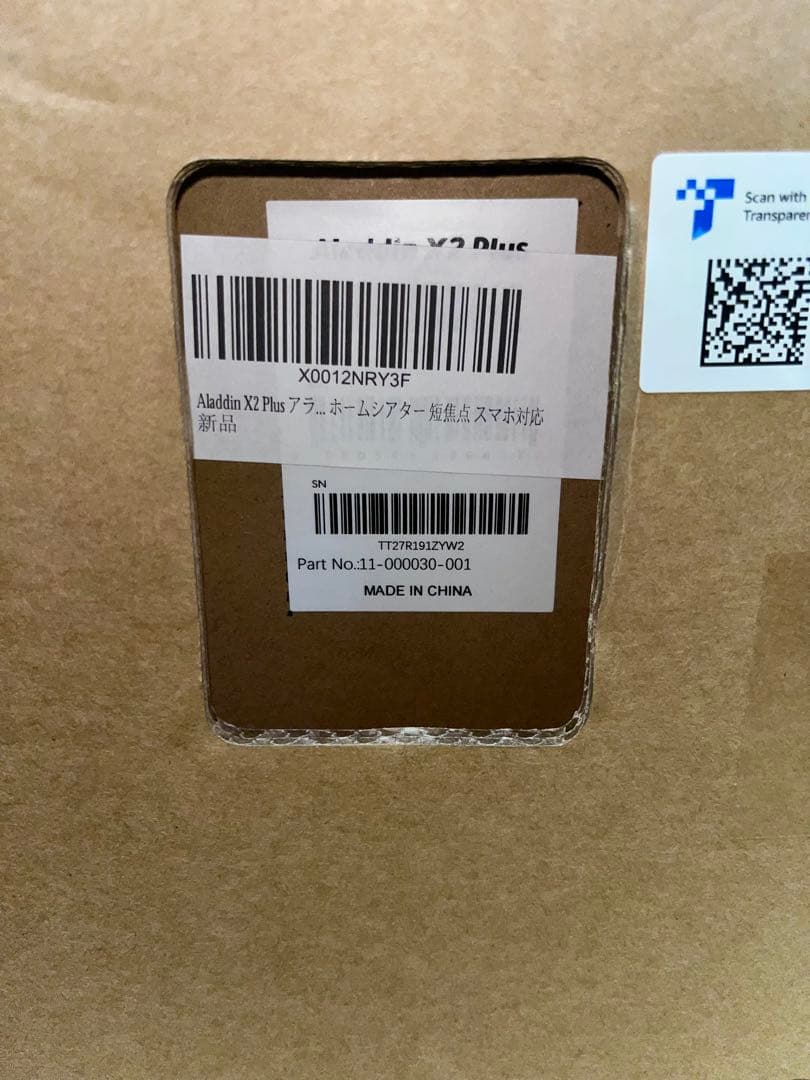 Aladdin X2 Plus
X0012NRY3F
Aladdin X2 Plus アラ... ホームシアター 短焦点 スマホ対応
新品
SN
TT27R191ZYW2
Part No.:11-000030-001
MADE IN CHINA
Scan with
Transparen